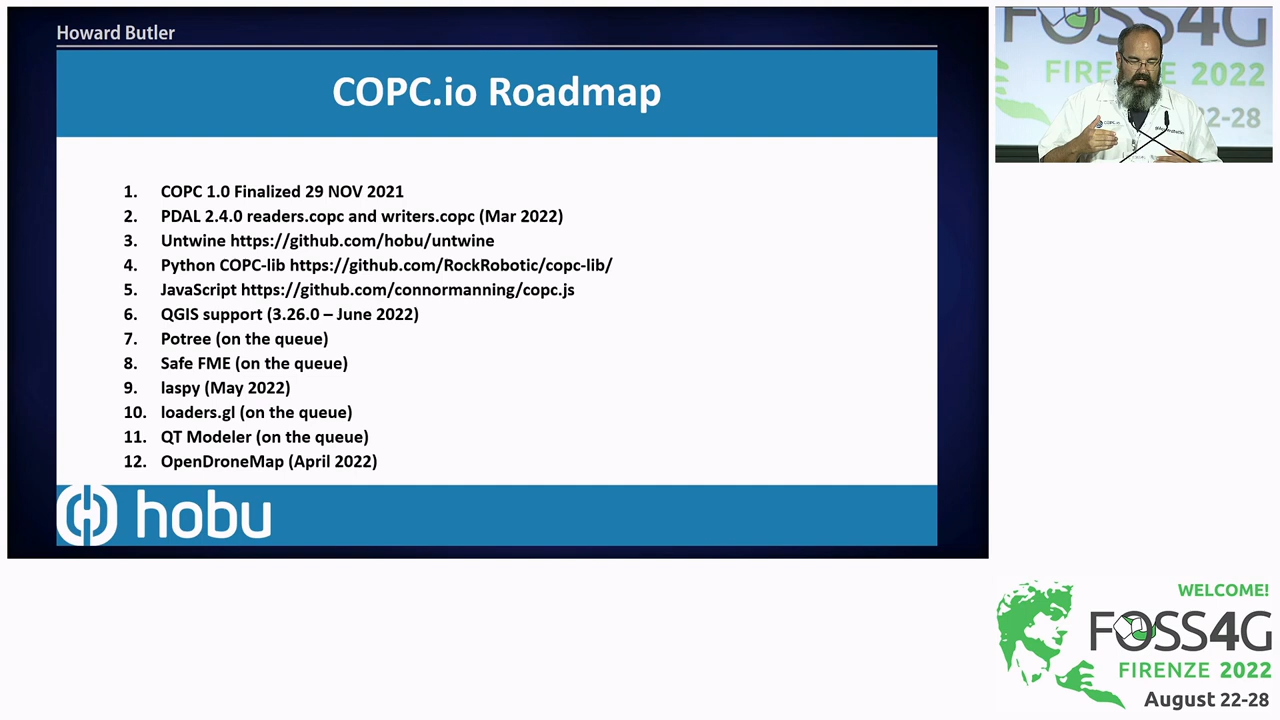 Howard Butler
COPC.io Roadmap
1. COPC 1.0 Finalized 29 NOV 2021
2. PDAL 2.4.0 readers.copc and writers.copc (Mar 2022)
3. Untwine https://github.com/hobu/untwine
4. Python COPC-lib https://github.com/RockRobotic/copc-lib/
5. JavaScript https://github.com/connormanning/copc.js
6. QGIS support (3.26.0 – June 2022)
7. Potree (on the queue)
8. Safe FME (on the queue)
9. laspy (May 2022)
10. loaders.gl (on the queue)
11. QT Modeler (on the queue)
12. OpenDroneMap (April 2022)
hobu
FOSS4G
FIRENZE 2022
22-28
COPC.io
WELCOME!
FOSS4G
FIRENZE 2022
August 22-28